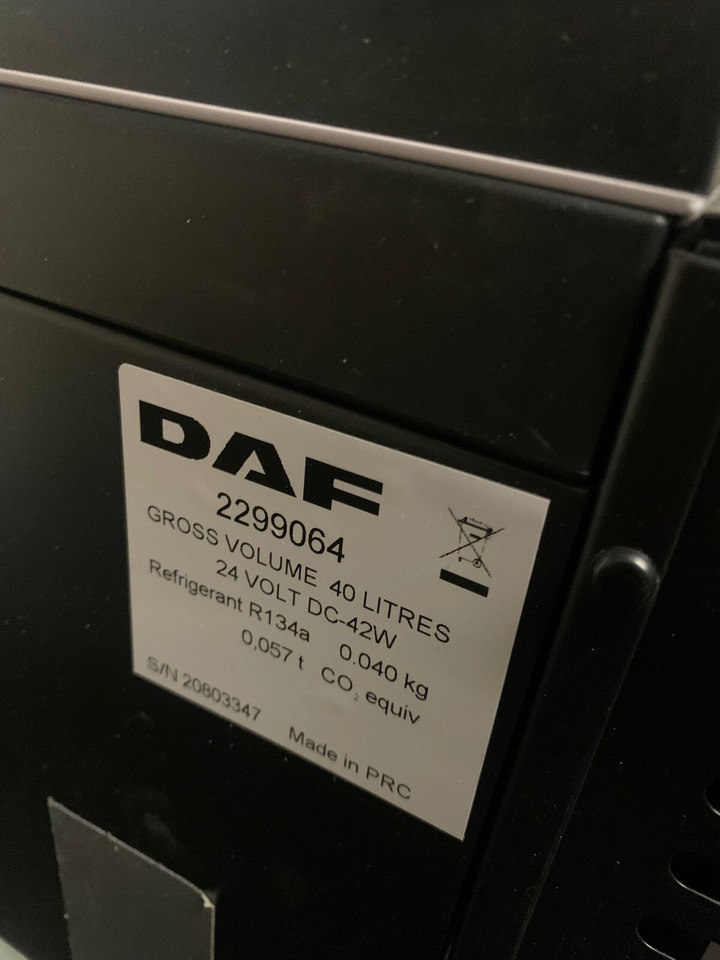 DAF
2299064
GROSS VOLUME 40 LITRES
24 VOLT DC-42W
Refrigerant R134a 0.040 kg
0,057 t CO₂ equiv
S/N 20803347 Made in PRC